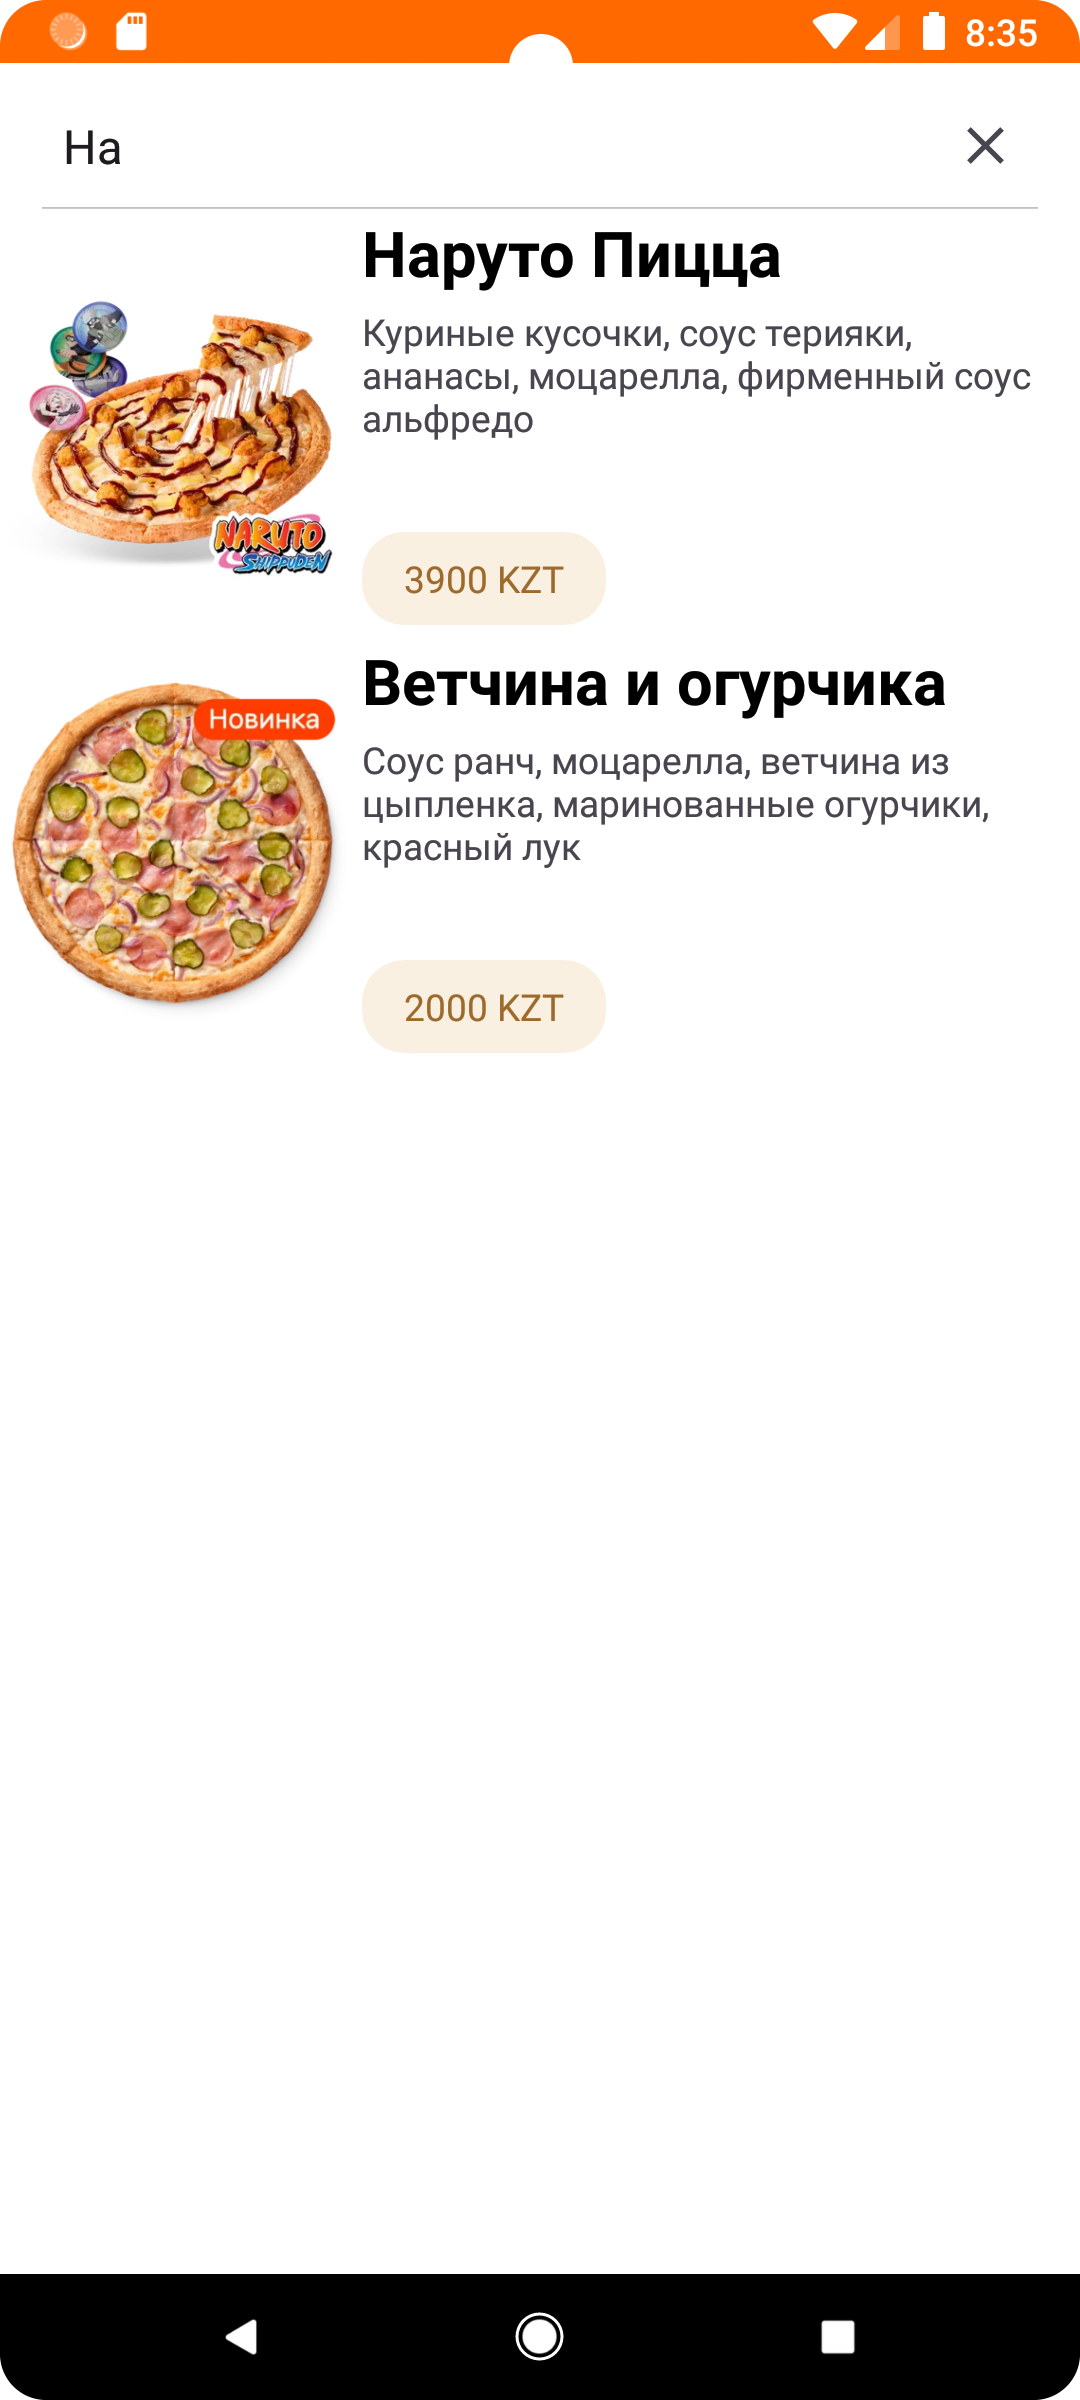 8:35
На
Наруто Пицца
Куриные кусочки, соус терияки,
ананасы, моцарелла, фирменный соус
альфредо
NARUTO
SHIPPUDEN
3900 KZT
Ветчина и огурчика
Новинка
Соус ранч, моцарелла, ветчина из
цыпленка, маринованные огурчики,
красный лук
2000 KZT